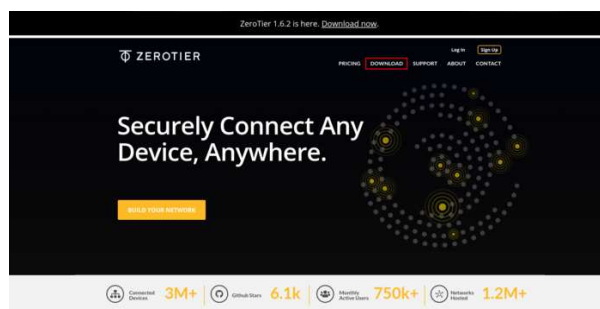 ZeroTier 1.6.2 is here. Download now.
ZEROTIER
Log In Sign Up
PRICING DOWNLOAD SUPPORT ABOUT CONTACT
Securely Connect Any
Device, Anywhere.
BUILD YOUR NETWORK
Connected
Devices
3M+
Github Stars
6.1k
Monthly
Active Users
750k+
Networks
Hosted
1.2M+